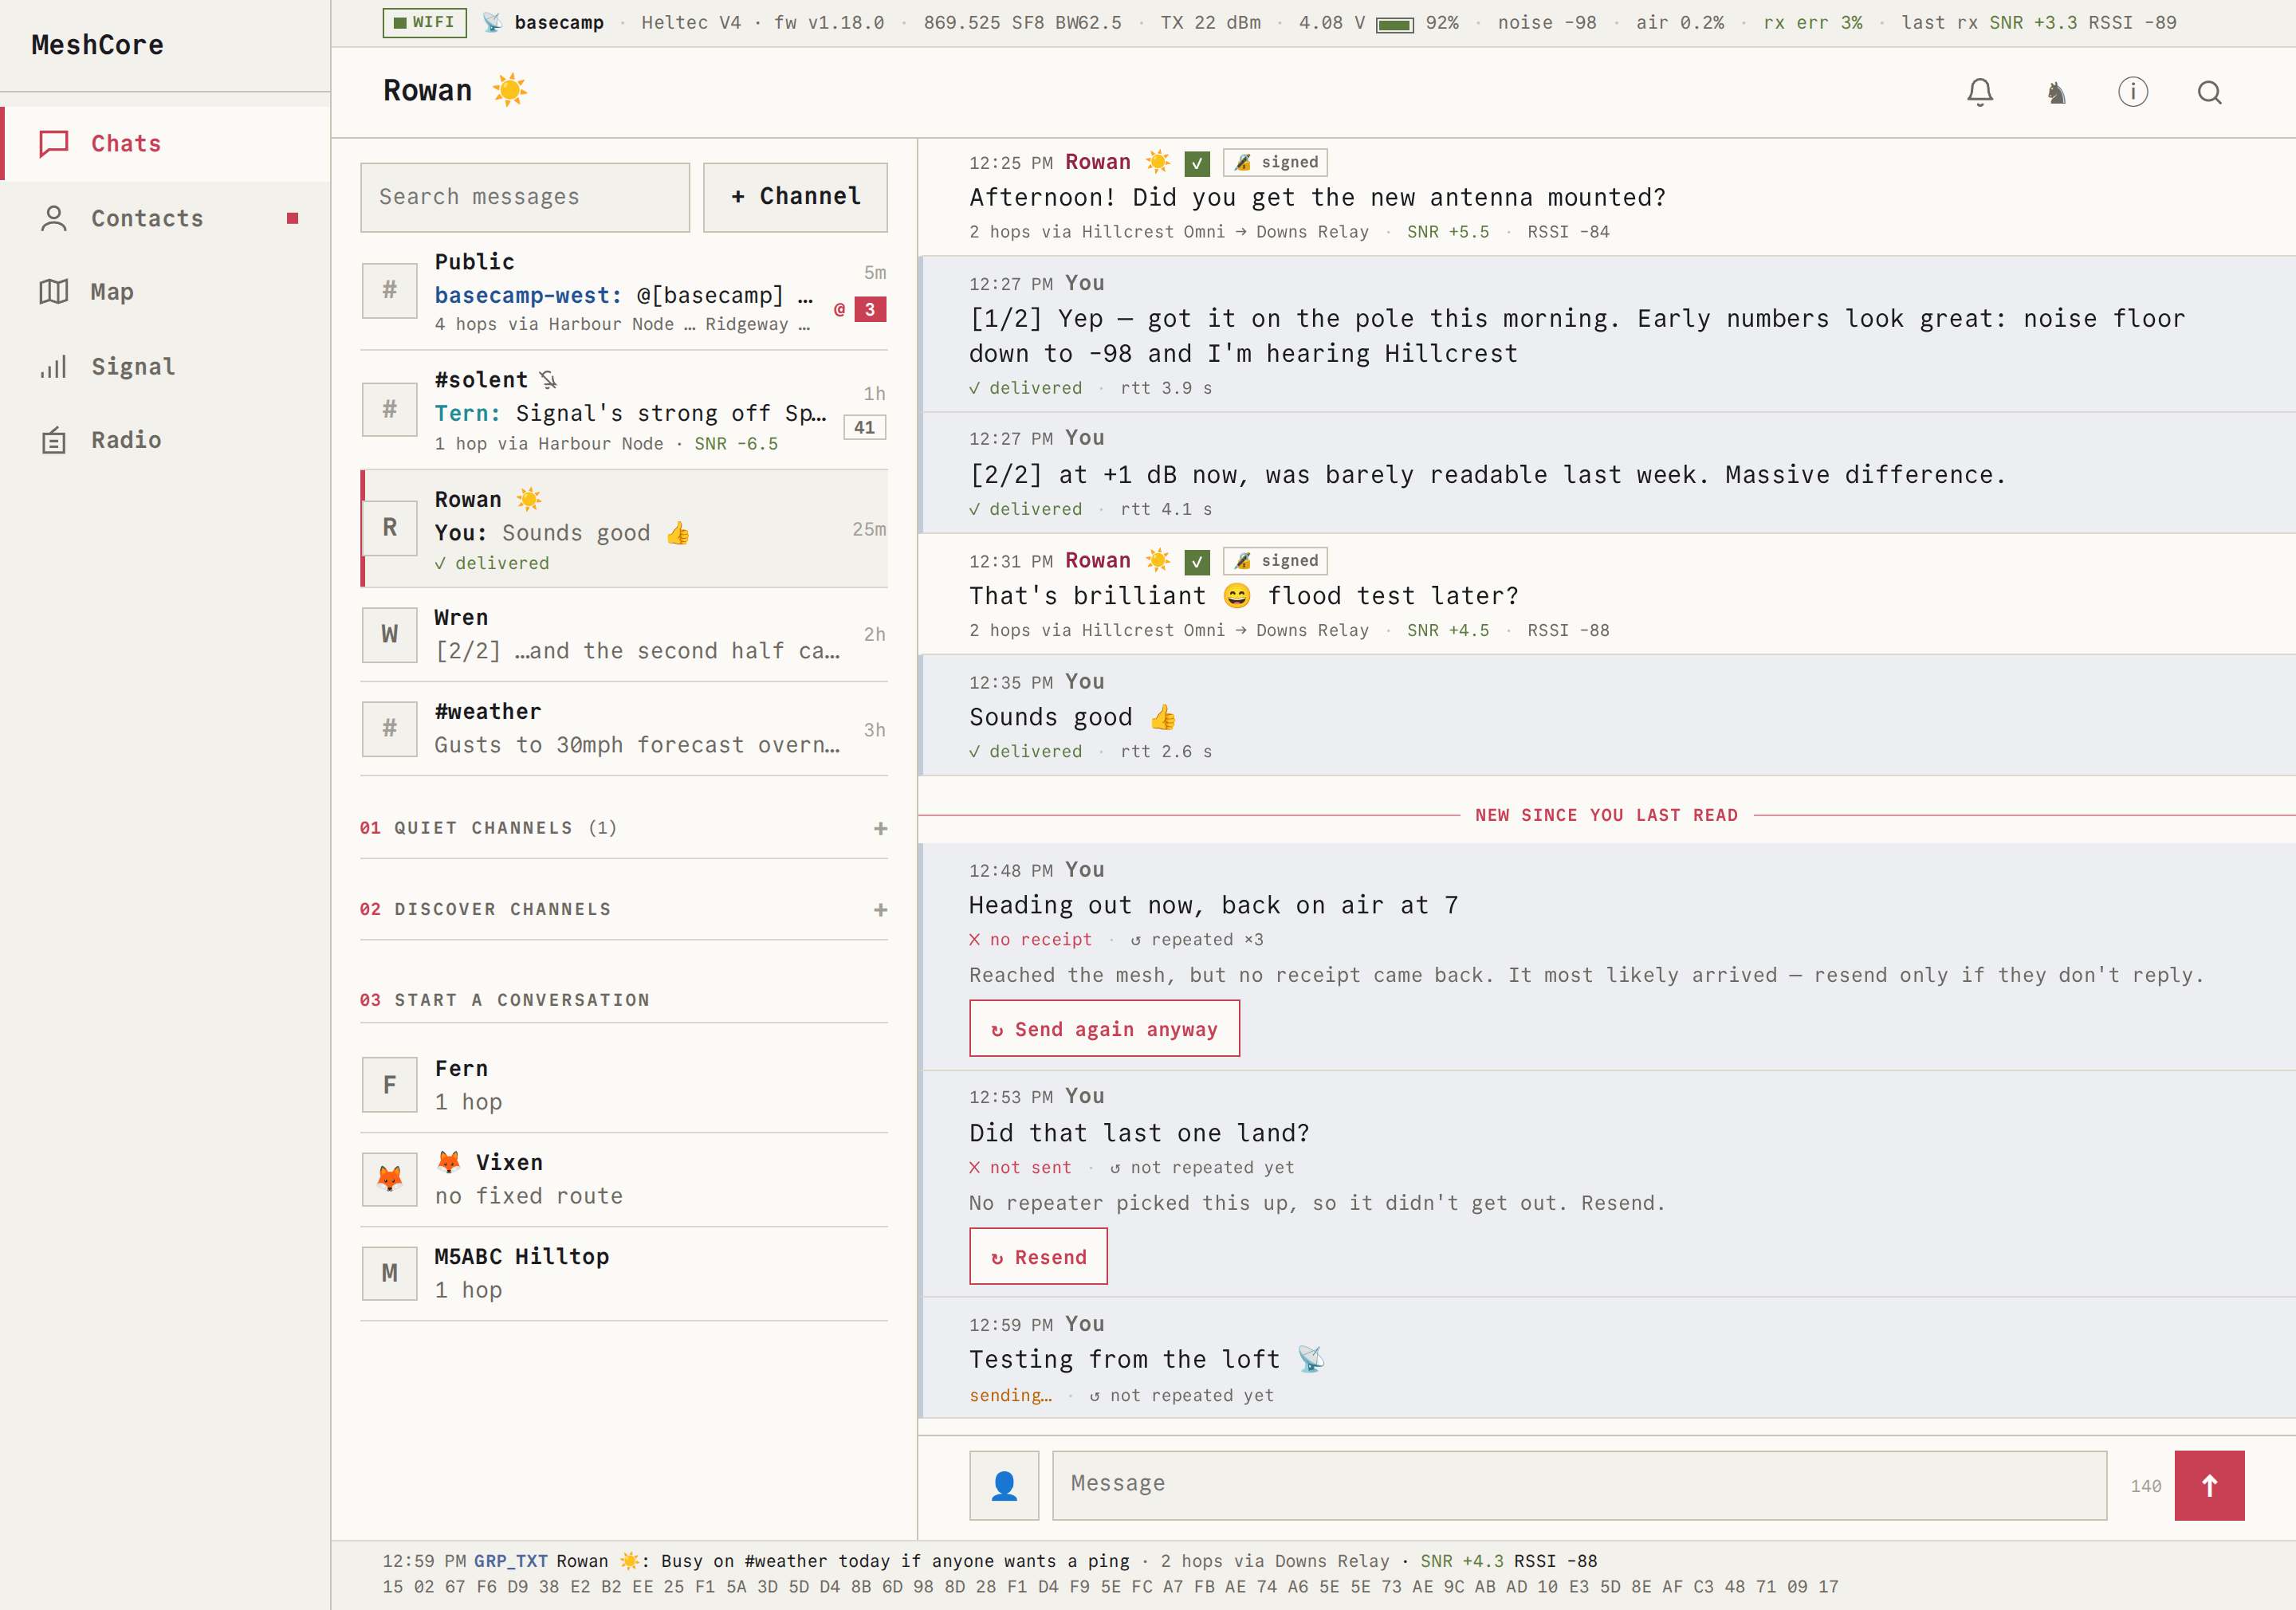 MeshCore
Chats
Contacts
Map
Signal
Radio
WIFI 📡 basecamp · Heltec V4 · fw v1.18.0 · 869.525 SF8 BW62.5 · TX 22 dBm · 4.08 V 92% · noise -98 · air 0.2% · rx err 3% · last rx SNR +3.3 RSSI -89
Rowan ☀️
Search messages
+ Channel
# Public 5m
basecamp-west: @[basecamp] … @ 3
4 hops via Harbour Node … Ridgeway …
# #solent 1h
Tern: Signal's strong off Sp… 41
1 hop via Harbour Node · SNR -6.5
R Rowan ☀️
You: Sounds good 👍 25m
✓ delivered
W Wren 2h
[2/2] …and the second half ca…
# #weather 3h
Gusts to 30mph forecast overn…
01 QUIET CHANNELS (1) +
02 DISCOVER CHANNELS +
03 START A CONVERSATION
F Fern
1 hop
🦊 🦊 Vixen
no fixed route
M M5ABC Hilltop
1 hop
12:25 PM Rowan ☀️ ✓ 🔏 signed
Afternoon! Did you get the new antenna mounted?
2 hops via Hillcrest Omni → Downs Relay · SNR +5.5 · RSSI -84
12:27 PM You
[1/2] Yep — got it on the pole this morning. Early numbers look great: noise floor
down to -98 and I'm hearing Hillcrest
✓ delivered · rtt 3.9 s
12:27 PM You
[2/2] at +1 dB now, was barely readable last week. Massive difference.
✓ delivered · rtt 4.1 s
12:31 PM Rowan ☀️ ✓ 🔏 signed
That's brilliant 😄 flood test later?
2 hops via Hillcrest Omni → Downs Relay · SNR +4.5 · RSSI -88
12:35 PM You
Sounds good 👍
✓ delivered · rtt 2.6 s
NEW SINCE YOU LAST READ
12:48 PM You
Heading out now, back on air at 7
✗ no receipt · ↺ repeated ×3
Reached the mesh, but no receipt came back. It most likely arrived — resend only if they don't reply.
↻ Send again anyway
12:53 PM You
Did that last one land?
✗ not sent · ↺ not repeated yet
No repeater picked this up, so it didn't get out. Resend.
↻ Resend
12:59 PM You
Testing from the loft 📡
sending… · ↺ not repeated yet
Message
140
↑
12:59 PM GRP_TXT Rowan ☀️: Busy on #weather today if anyone wants a ping · 2 hops via Downs Relay · SNR +4.3 RSSI -88
15 02 67 F6 D9 38 E2 B2 EE 25 F1 5A 3D 5D D4 8B 6D 98 8D 28 F1 D4 F9 5E FC A7 FB AE 74 A6 5E 5E 73 AE 9C AB AD 10 E3 5D 8E AF C3 48 71 09 17